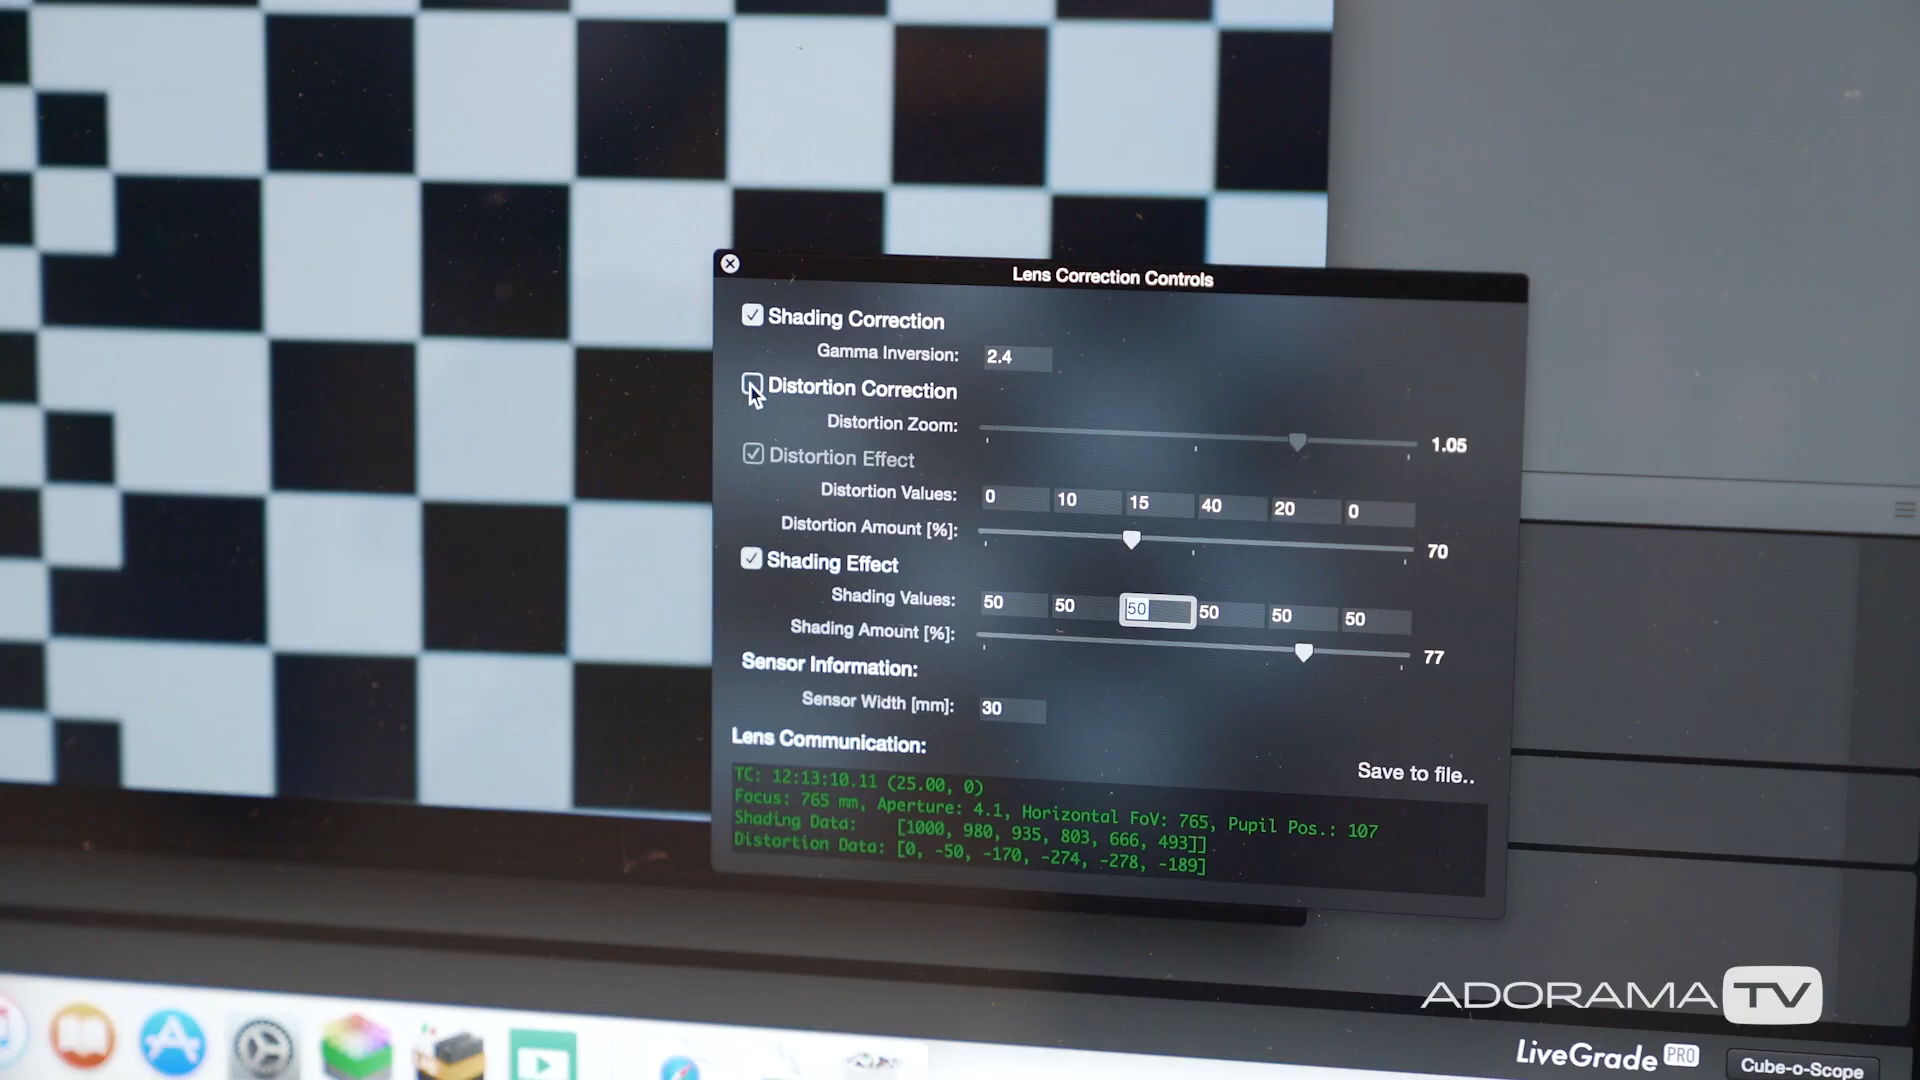 Lens Correction Controls
Shading Correction
Gamma Inversion: 2.4
Distortion Correction
Distortion Zoom: 1.05
Distortion Effect
Distortion Values: 0 10 15 40 20 0
Distortion Amount [%]: 70
Shading Effect
Shading Values: 50 50 50 50 50 50
Shading Amount [%]: 77
Sensor Information:
Sensor Width [mm]: 30
Lens Communication:
Save to file..
TC: 12:13:10.11 (25.00, 0)
Focus: 765 mm, Aperture: 4.1, Horizontal FoV: 765, Pupil Pos.: 107
Shading Data: [1000, 980, 935, 803, 666, 493]]
Distortion Data: [0, -50, -170, -274, -278, -189]
ADORAMA TV
LiveGrade PRO
Cube-o-Scope